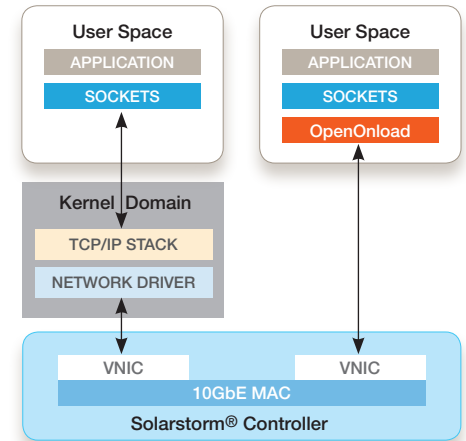 User Space
APPLICATION
SOCKETS
User Space
APPLICATION
SOCKETS
OpenOnload
Kernel Domain
TCP/IP STACK
NETWORK DRIVER
VNIC
VNIC
10GbE MAC
Solarstorm® Controller